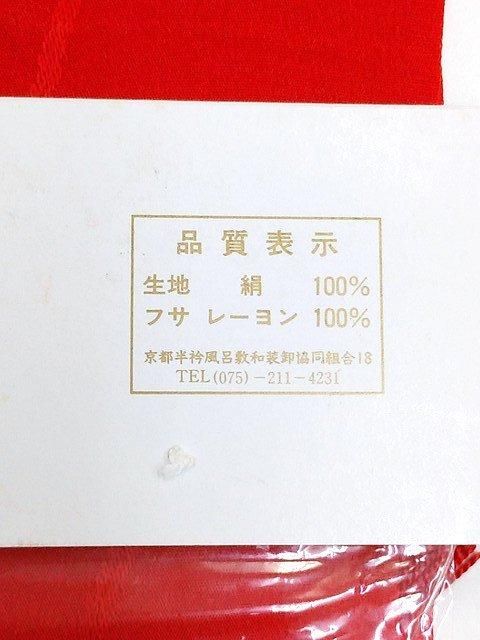 品質表示
生地 絹 100%
フサ レーヨン 100%
京都半衿風呂敷和装卸協同組合18
TEL(075)-211-4231